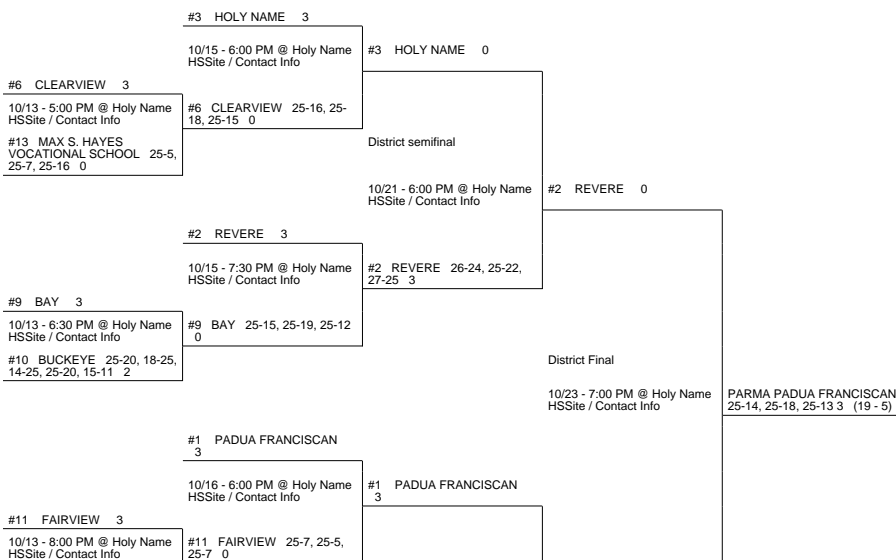 #3 HOLY NAME 3
10/15 - 6:00 PM @ Holy Name
HSSite / Contact Info
#3 HOLY NAME 0
#6 CLEARVIEW 3
10/13 - 5:00 PM @ Holy Name
HSSite / Contact Info
#6 CLEARVIEW 25-16, 25-
18, 25-15 0
#13 MAX S. HAYES
VOCATIONAL SCHOOL 25-5,
25-7, 25-16 0
District semifinal
10/21 - 6:00 PM @ Holy Name
HSSite / Contact Info
#2 REVERE 0
#2 REVERE 3
10/15 - 7:30 PM @ Holy Name
HSSite / Contact Info
#2 REVERE 26-24, 25-22,
27-25 3
#9 BAY 3
10/13 - 6:30 PM @ Holy Name
HSSite / Contact Info
#9 BAY 25-15, 25-19, 25-12
0
#10 BUCKEYE 25-20, 18-25,
14-25, 25-20, 15-11 2
District Final
10/23 - 7:00 PM @ Holy Name
HSSite / Contact Info
PARMA PADUA FRANCISCAN
25-14, 25-18, 25-13 3 (19 - 5)
#1 PADUA FRANCISCAN
3
10/16 - 6:00 PM @ Holy Name
HSSite / Contact Info
#1 PADUA FRANCISCAN
3
#11 FAIRVIEW 3
10/13 - 8:00 PM @ Holy Name
HSSite / Contact Info
#11 FAIRVIEW 25-7, 25-5,
25-7 0